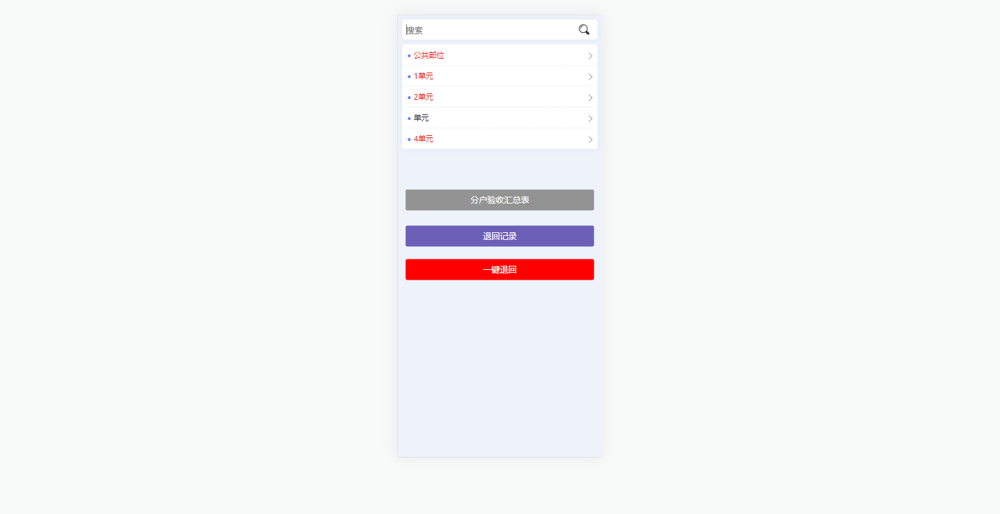 搜索
公共部位
1单元
2单元
单元
4单元
分户验收汇总表
退回记录
一键退回